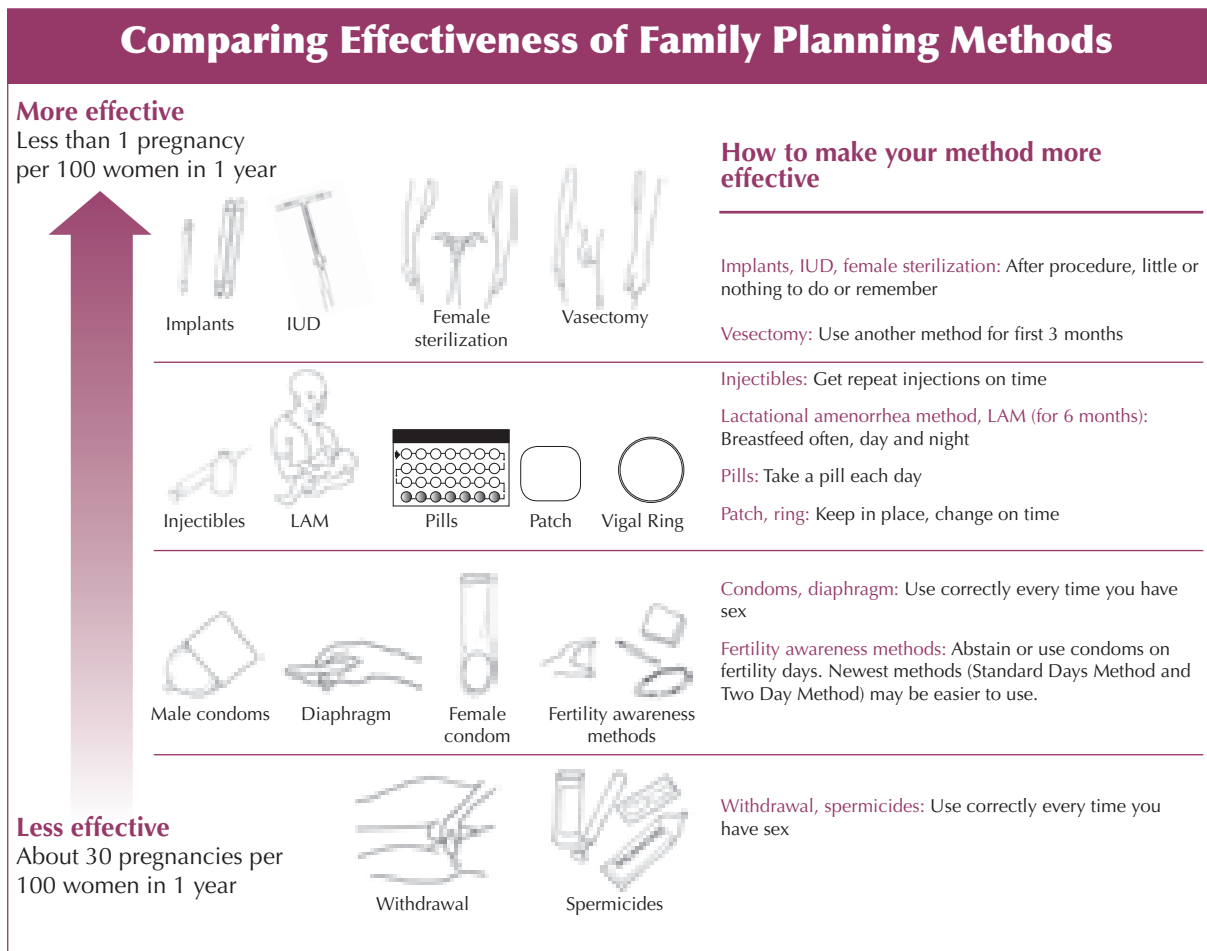 Comparing Effectiveness of Family Planning Methods
More effective
Less than 1 pregnancy
per 100 women in 1 year
How to make your method more
effective
Implants
IUD
Female
sterilization
Vasectomy
Implants, IUD, female sterilization: After procedure, little or
nothing to do or remember
Vesectomy: Use another method for first 3 months
Injectibles
LAM
Pills
Patch
Vigal Ring
Injectibles: Get repeat injections on time
Lactational amenorrhea method, LAM (for 6 months):
Breastfeed often, day and night
Pills: Take a pill each day
Patch, ring: Keep in place, change on time
Male condoms
Diaphragm
Female
condom
Fertility awareness
methods
Condoms, diaphragm: Use correctly every time you have
sex
Fertility awareness methods: Abstain or use condoms on
fertility days. Newest methods (Standard Days Method and
Two Day Method) may be easier to use.
Less effective
About 30 pregnancies per
100 women in 1 year
Withdrawal
Spermicides
Withdrawal, spermicides: Use correctly every time you
have sex